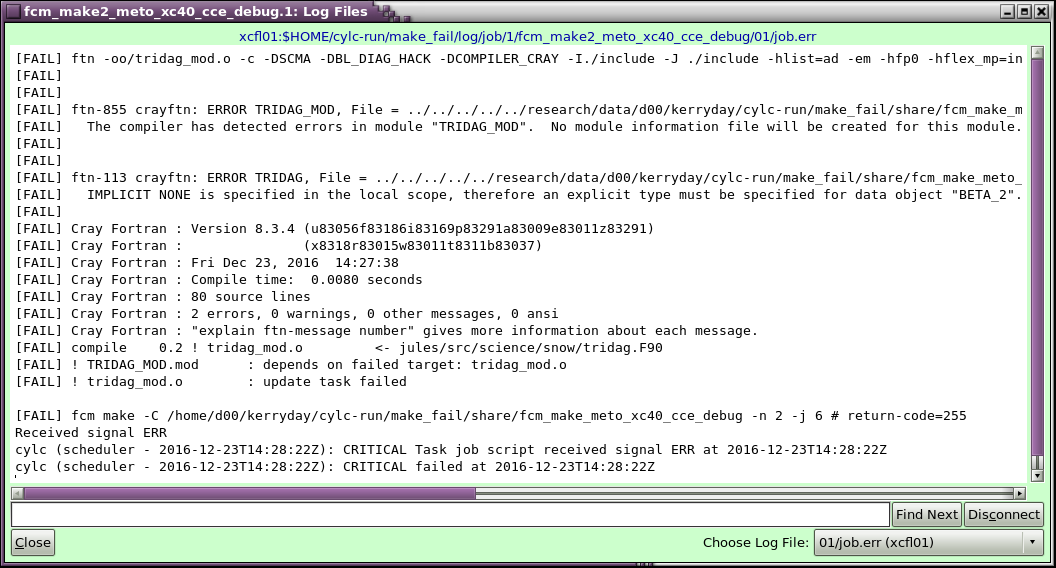 fcm_make2_meto_xc40_cce_debug.1: Log Files
xcfl01:$HOME/cylc-run/make_fail/log/job/1/fcm_make2_meto_xc40_cce_debug/01/job.err
[FAIL] ftn -oo/tridag_mod.o -c -DSCMA -DBL_DIAG_HACK -DCOMPILER_CRAY -I./include -J ./include -hlist=ad -em -hfp0 -hflex_mp=in
[FAIL]
[FAIL]
[FAIL] ftn-855 crayftn: ERROR TRIDAG_MOD, File = ../../../../../research/data/d00/kerryday/cylc-run/make_fail/share/fcm_make_m
[FAIL]   The compiler has detected errors in module "TRIDAG_MOD".  No module information file will be created for this module.
[FAIL]
[FAIL]
[FAIL] ftn-113 crayftn: ERROR TRIDAG, File = ../../../../../research/data/d00/kerryday/cylc-run/make_fail/share/fcm_make_meto_
[FAIL]   IMPLICIT NONE is specified in the local scope, therefore an explicit type must be specified for data object "BETA_2".
[FAIL]
[FAIL] Cray Fortran : Version 8.3.4 (u83056f83186i83169p83291a83009e83011z83291)
[FAIL] Cray Fortran :               (x8318r83015w83011t8311b83037)
[FAIL] Cray Fortran : Fri Dec 23, 2016  14:27:38
[FAIL] Cray Fortran : Compile time:  0.0080 seconds
[FAIL] Cray Fortran : 80 source lines
[FAIL] Cray Fortran : 2 errors, 0 warnings, 0 other messages, 0 ansi
[FAIL] Cray Fortran : "explain ftn-message number" gives more information about each message.
[FAIL] compile    0.2 ! tridag_mod.o         <- jules/src/science/snow/tridag.F90
[FAIL] ! TRIDAG_MOD.mod      : depends on failed target: tridag_mod.o
[FAIL] ! tridag_mod.o        : update task failed
[FAIL] fcm make -C /home/d00/kerryday/cylc-run/make_fail/share/fcm_make_meto_xc40_cce_debug -n 2 -j 6 # return-code=255
Received signal ERR
cylc (scheduler - 2016-12-23T14:28:22Z): CRITICAL Task job script received signal ERR at 2016-12-23T14:28:22Z
cylc (scheduler - 2016-12-23T14:28:22Z): CRITICAL failed at 2016-12-23T14:28:22Z
Find Next
Disconnect
Close
Choose Log File:
01/job.err (xcfl01)